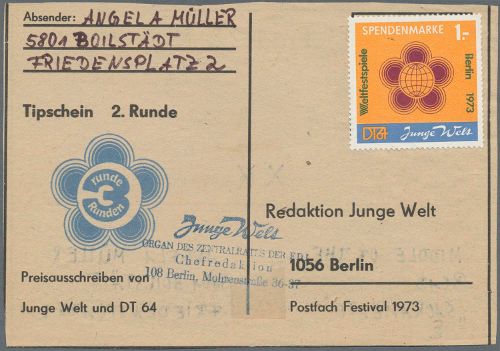 Absender: ANGELA MÜLLER
5801 BOILSTÄDT
FRIEDENSPLATZ 2
Tipschein 2. Runde
3 runde Runden
SPENDENMARKE 1.-
Weltfestspiele
Berlin 1973
DT64 Junge Welt
Junge Welt
ORGAN DES ZENTRALRATES DER FDJ
Chefredaktion
108 Berlin, Mohrenstraße 36-37
Preisausschreiben von
Junge Welt und DT 64
Redaktion Junge Welt
1056 Berlin
Postfach Festival 1973